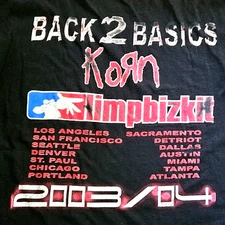 BACK 2 BASICS
KoRn
limpbizkit
LOS ANGELES SACRAMENTO
SAN FRANCISCO DETRIOT
SEATTLE DALLAS
DENVER AUSTIN
ST. PAUL MIAMI
CHICAGO TAMPA
PORTLAND ATLANTA
2003/04